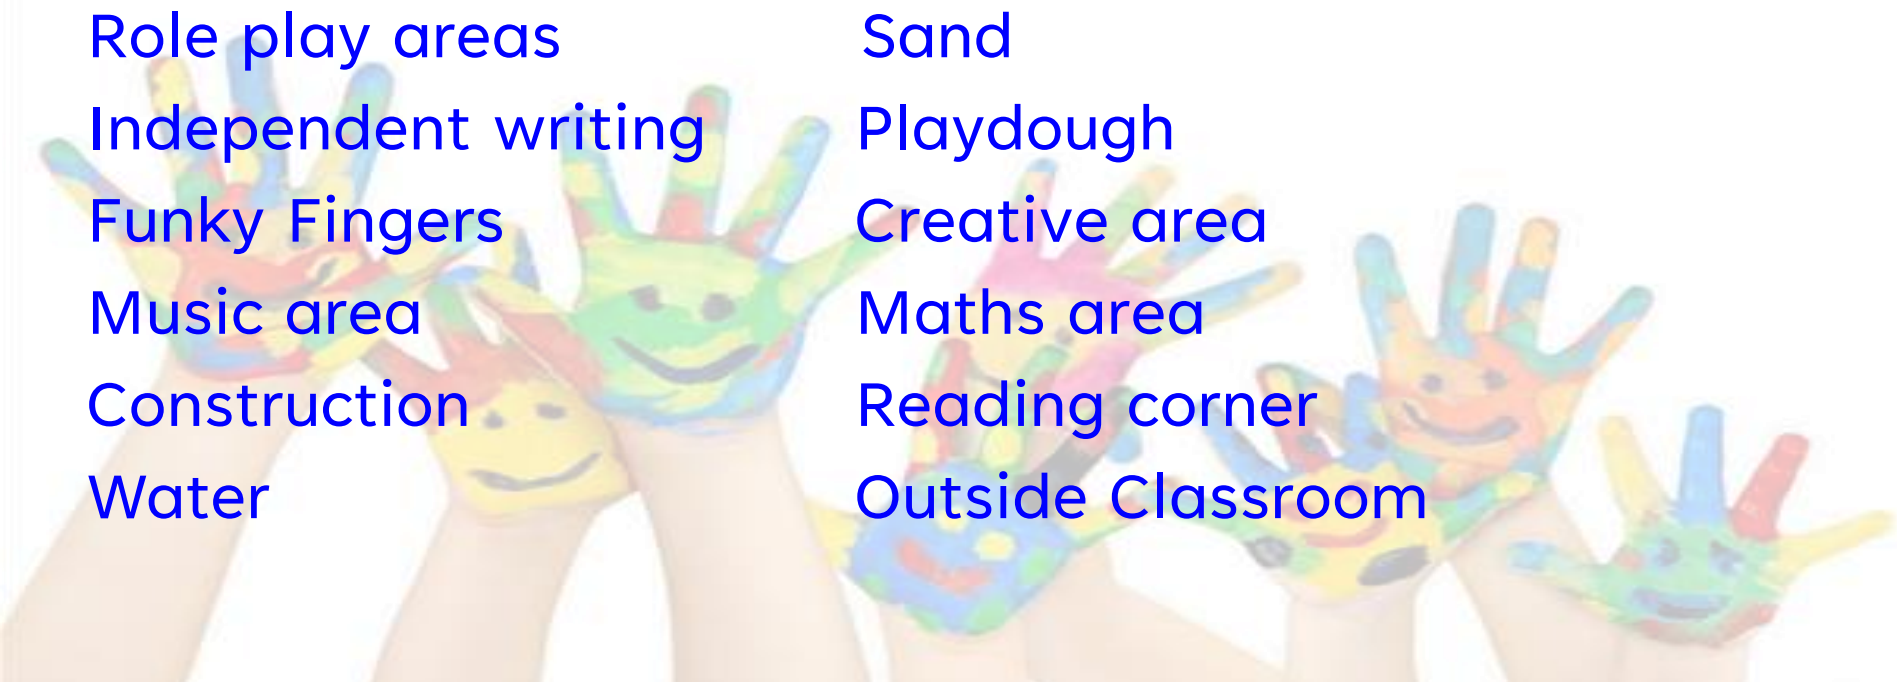 Role play areas
Independent writing
Funky Fingers
Music area
Construction
Water
Sand
Playdough
Creative area
Maths area
Reading corner
Outside Classroom